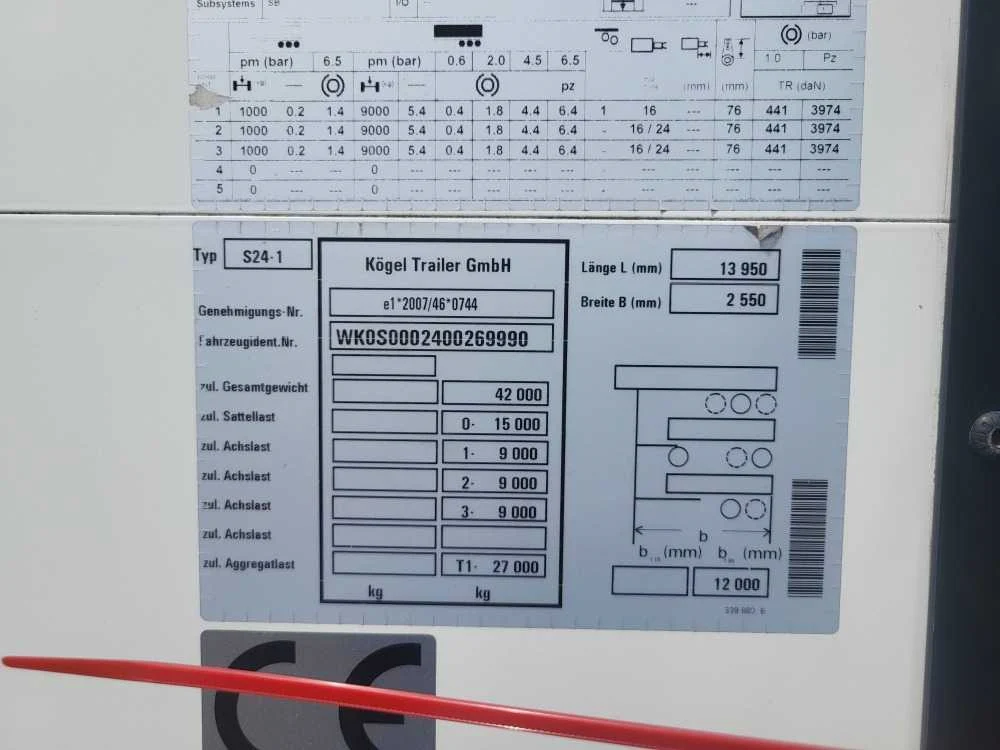 Subsystems SB I/O ---
(bar)
pm (bar) 6.5 pm (bar) 0.6 2.0 4.5 6.5 1.0 Pz
pz (mm) (mm) TR (daN)
1 1000 0.2 1.4 9000 5.4 0.4 1.8 4.4 6.4 1 16 --- 76 441 3974
2 1000 0.2 1.4 9000 5.4 0.4 1.8 4.4 6.4 - 16 / 24 --- 76 441 3974
3 1000 0.2 1.4 9000 5.4 0.4 1.8 4.4 6.4 - 16 / 24 --- 76 441 3974
4 0 --- --- 0 --- --- --- --- --- - --- --- --- --- ---
5 0 --- --- 0 --- --- --- --- --- - --- --- --- --- ---
Typ S24-1
Kögel Trailer GmbH
Länge L (mm) 13 950
Breite B (mm) 2 550
Genehmigungs-Nr. e1*2007/46*0744
Fahrzeugident.Nr. WK0S0002400269990
zul. Gesamtgewicht 42 000
zul. Sattellast 0- 15 000
zul. Achslast 1- 9 000
zul. Achslast 2- 9 000
zul. Achslast 3- 9 000
zul. Achslast
zul. Aggregatlast T1- 27 000
kg kg
b
b (mm) b (mm)
12 000
CE